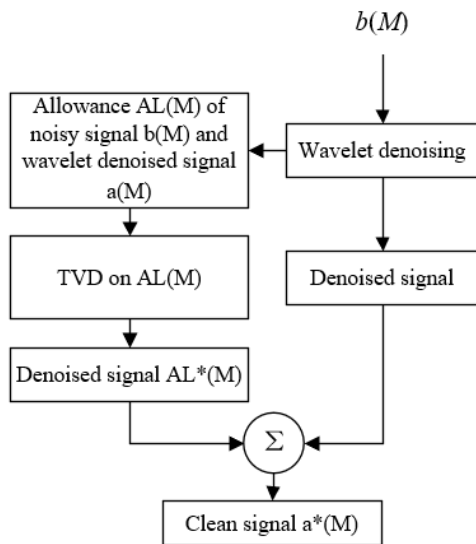 b(M)
Allowance AL(M) of
noisy signal b(M) and
wavelet denoised signal
a(M)
Wavelet denoising
TVD on AL(M)
Denoised signal
Denoised signal AL*(M)
Σ
Clean signal a*(M)